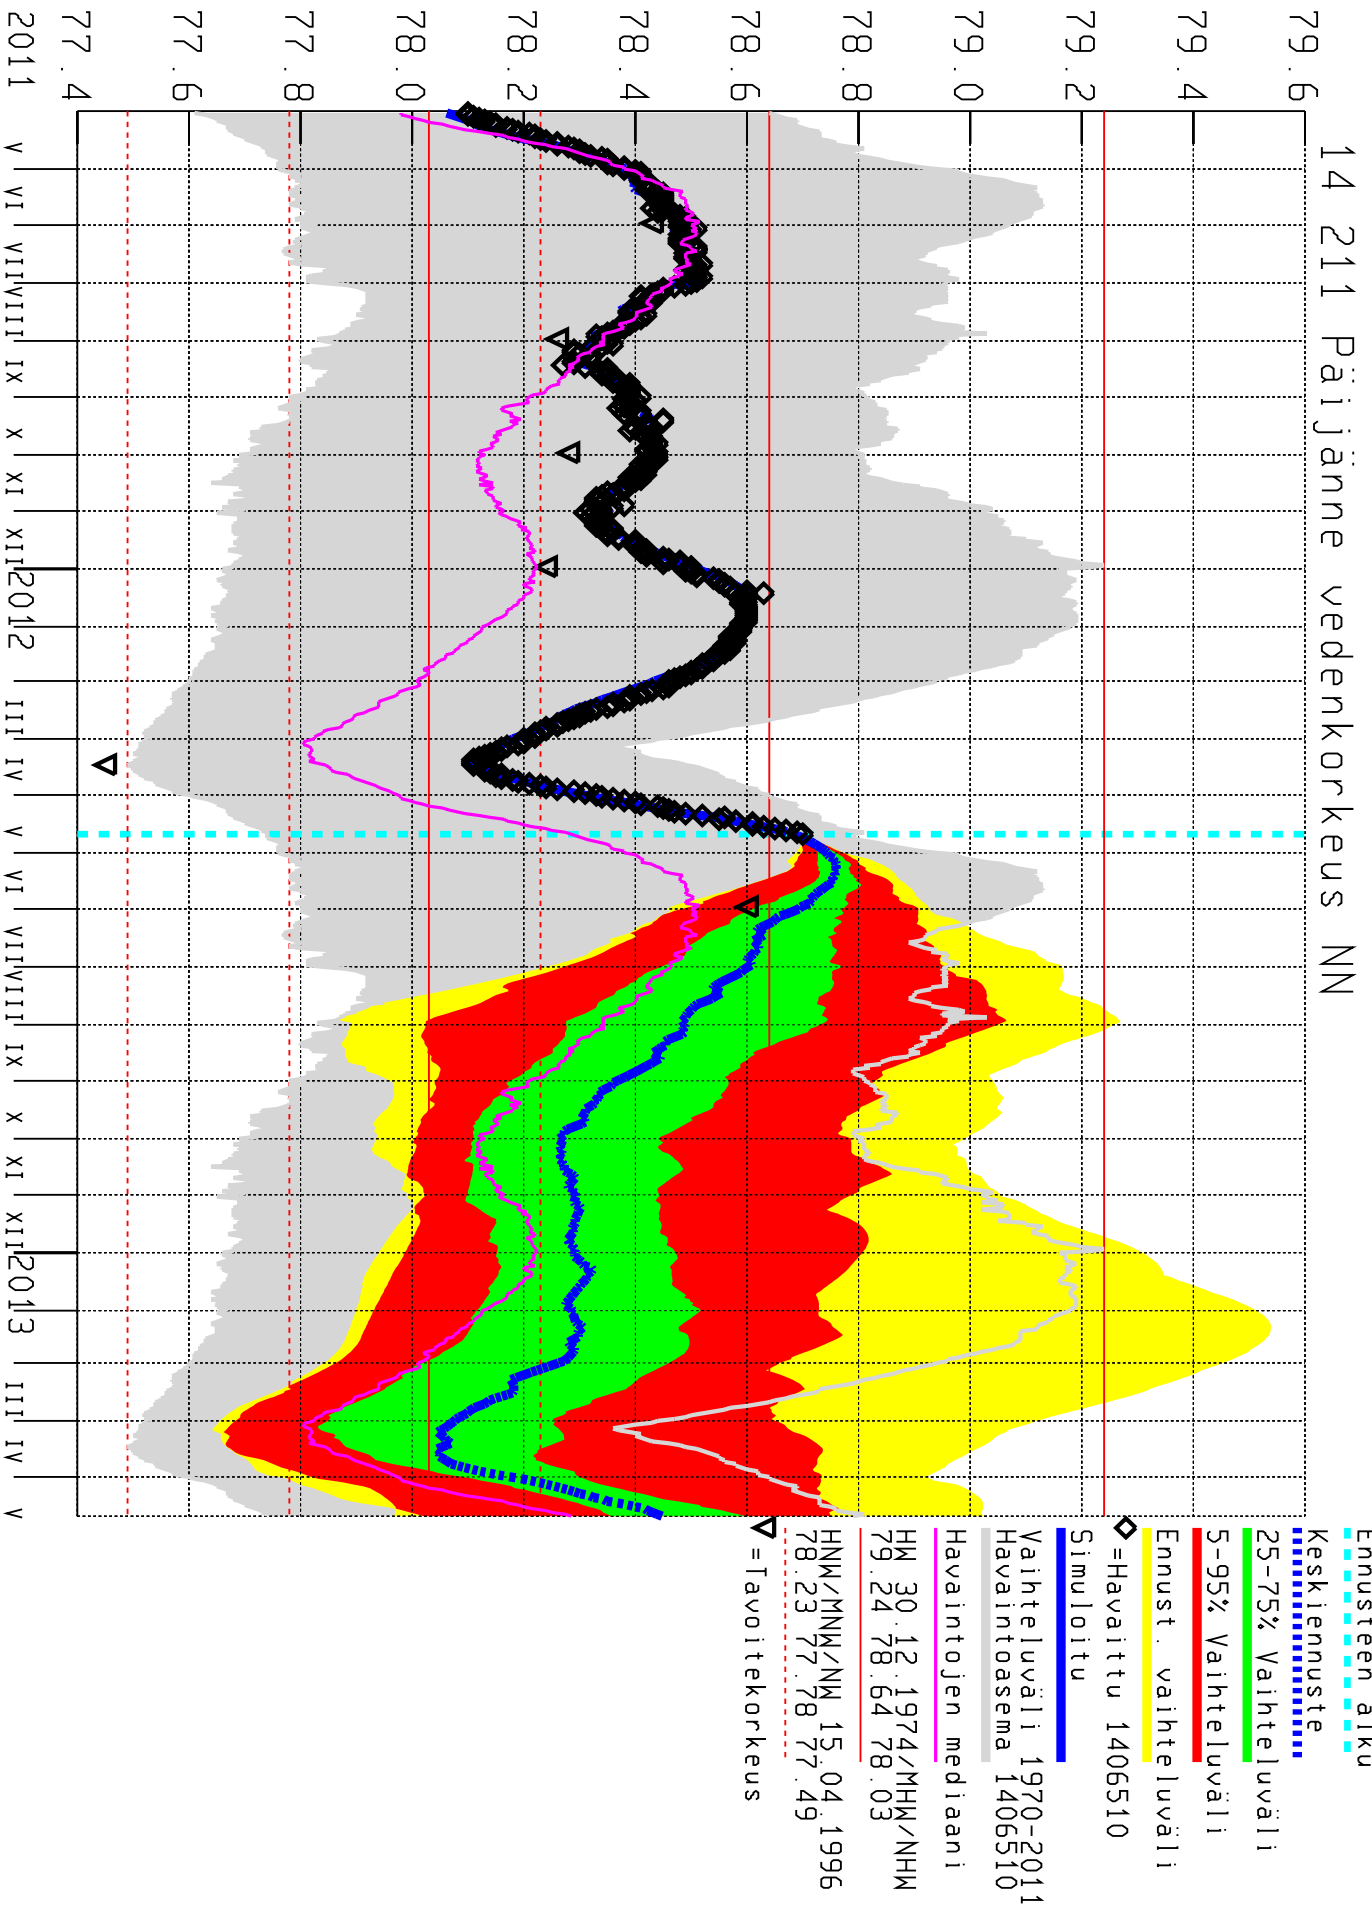 14 211 Päijänne vedenkorkeus NN
79.6
79.4
79.2
79.0
78.8
78.6
78.4
78.2
78.0
77.8
77.6
77.4
2011 V VI VII VIII IX X XI XII 2012 III IV V VI VII VIII IX X XI XII 2013 III IV V
Ennusteen alku
Keskiennuste
25-75% Vaihteluväli
5-95% Vaihteluväli
Ennust. vaihteluväli
=Havaittu 1406510
Simuloitu
Vaihteluväli 1970-2011
Havaintoasema 1406510
Havaintojen mediaani
HW 30.12.1974/MHW/NHW
79.24 78.64 78.03
HNW/MNW/NW 15.04.1996
78.23 77.78 77.49
=Tavoitekorkeus